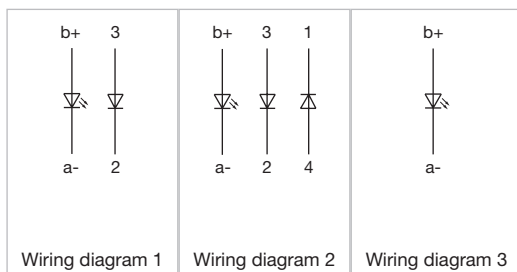 b+ 3
a- 2
Wiring diagram 1
b+ 3 1
a- 2 4
Wiring diagram 2
b+
a-
Wiring diagram 3